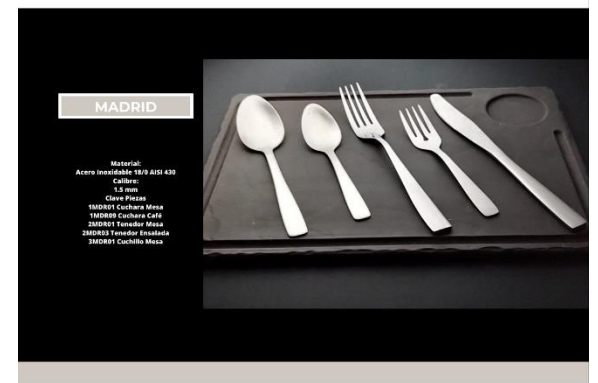 MADRID
Material:
Acero Inoxidable 18/0 AISI 430
Calibre:
1.5 mm
Clave Piezas
1MDR01 Cuchara Mesa
1MDR09 Cuchara Café
2MDR01 Tenedor Mesa
2MDR03 Tenedor Ensalada
3MDR01 Cuchillo Mesa